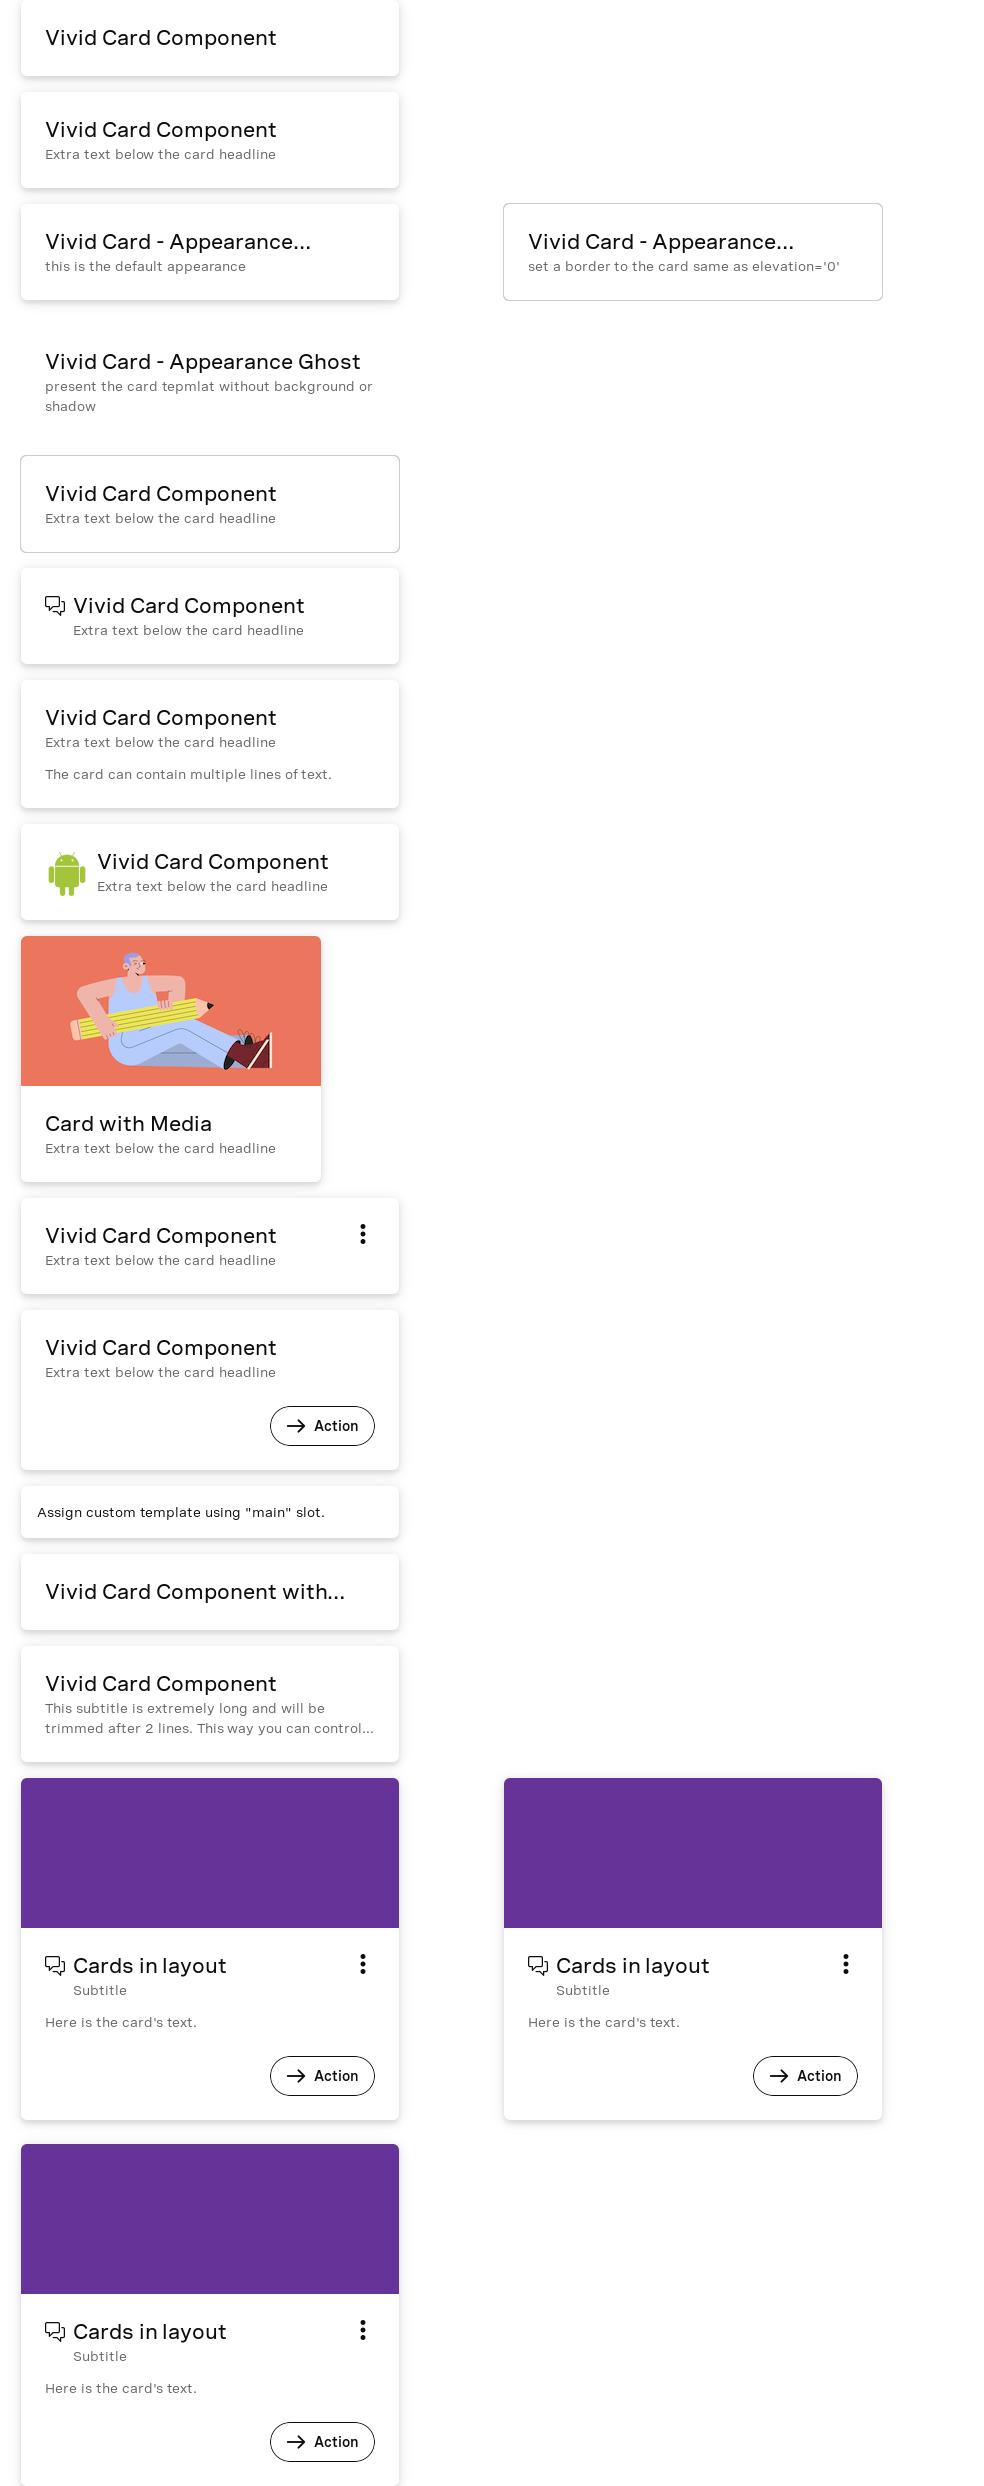 Vivid Card Component
Vivid Card Component
Extra text below the card headline
Vivid Card - Appearance...
this is the default appearance
Vivid Card - Appearance...
set a border to the card same as elevation='0'
Vivid Card - Appearance Ghost
present the card tepmlat without background or
shadow
Vivid Card Component
Extra text below the card headline
Vivid Card Component
Extra text below the card headline
Vivid Card Component
Extra text below the card headline
The card can contain multiple lines of text.
Vivid Card Component
Extra text below the card headline
Card with Media
Extra text below the card headline
Vivid Card Component
Extra text below the card headline
Vivid Card Component
Extra text below the card headline
Action
Assign custom template using "main" slot.
Vivid Card Component with...
Vivid Card Component
This subtitle is extremely long and will be
trimmed after 2 lines. This way you can control...
Cards in layout
Subtitle
Here is the card's text.
Action
Cards in layout
Subtitle
Here is the card's text.
Action
Cards in layout
Subtitle
Here is the card's text.
Action